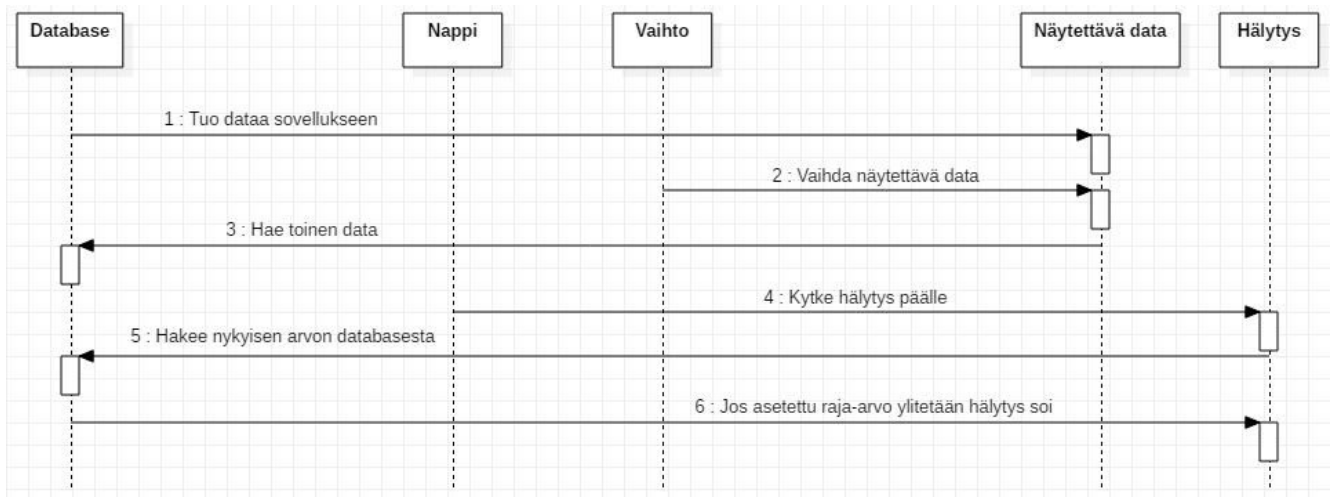 Database
Nappi
Vaihto
Näytettävä data
Hälytys
1 : Tuo dataa sovellukseen
2 : Vaihda näytettävä data
3 : Hae toinen data
4 : Kytke hälytys päälle
5 : Hakee nykyisen arvon databasesta
6 : Jos asetettu raja-arvo ylitetään hälytys soi